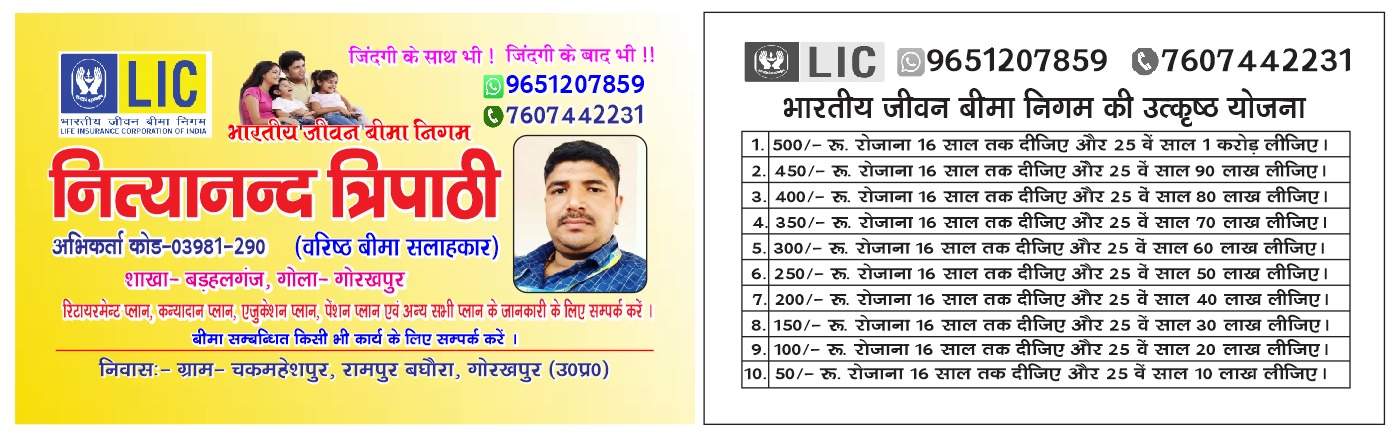 LIC
भारतीय जीवन बीमा निगम
LIFE INSURANCE CORPORATION OF INDIA
जिंदगी के साथ भी ! जिंदगी के बाद भी !!
9651207859
7607442231
भारतीय जीवन बीमा निगम
नित्यानन्द त्रिपाठी
अभिकर्ता कोड-03981-290 (वरिष्ठ बीमा सलाहकार)
शाखा- बड़हलगंज, गोला- गोरखपुर
रिटायरमेन्ट प्लान, कन्यादान प्लान, एजुकेशन प्लान, पेंशन प्लान एवं अन्य सभी प्लान के जानकारी के लिए सम्पर्क करें ।
बीमा सम्बन्धित किसी भी कार्य के लिए सम्पर्क करें ।
निवासः- ग्राम- चकमहेशपुर, रामपुर बघौरा, गोरखपुर (उ०प्र०)
LIC 9651207859 7607442231
भारतीय जीवन बीमा निगम की उत्कृष्ठ योजना
1. 500/- रू. रोजाना 16 साल तक दीजिए और 25 वें साल 1 करोड़ लीजिए।
2. 450/- रू. रोजाना 16 साल तक दीजिए और 25 वें साल 90 लाख लीजिए।
3. 400/- रू. रोजाना 16 साल तक दीजिए और 25 वें साल 80 लाख लीजिए।
4. 350/- रू. रोजाना 16 साल तक दीजिए और 25 वें साल 70 लाख लीजिए।
5. 300/- रू. रोजाना 16 साल तक दीजिए और 25 वें साल 60 लाख लीजिए।
6. 250/- रू. रोजाना 16 साल तक दीजिए और 25 वें साल 50 लाख लीजिए।
7. 200/- रू. रोजाना 16 साल तक दीजिए और 25 वें साल 40 लाख लीजिए।
8. 150/- रू. रोजाना 16 साल तक दीजिए और 25 वें साल 30 लाख लीजिए।
9. 100/- रू. रोजाना 16 साल तक दीजिए और 25 वें साल 20 लाख लीजिए।
10. 50/- रू. रोजाना 16 साल तक दीजिए और 25 वें साल 10 लाख लीजिए।